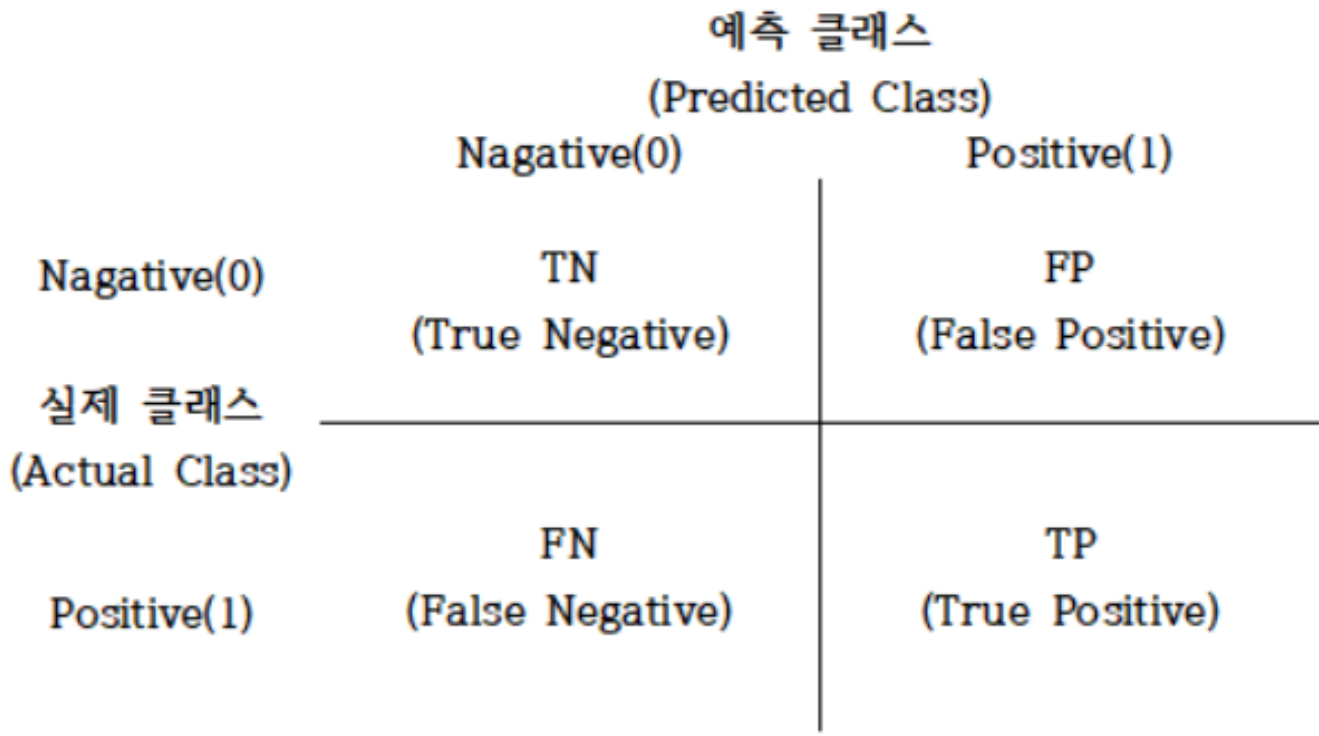 예측 클래스
(Predicted Class)
Nagative(0) Positive(1)
Nagative(0)
TN FP
(True Negative) (False Positive)
실제 클래스
(Actual Class)
FN TP
Positive(1)
(False Negative) (True Positive)